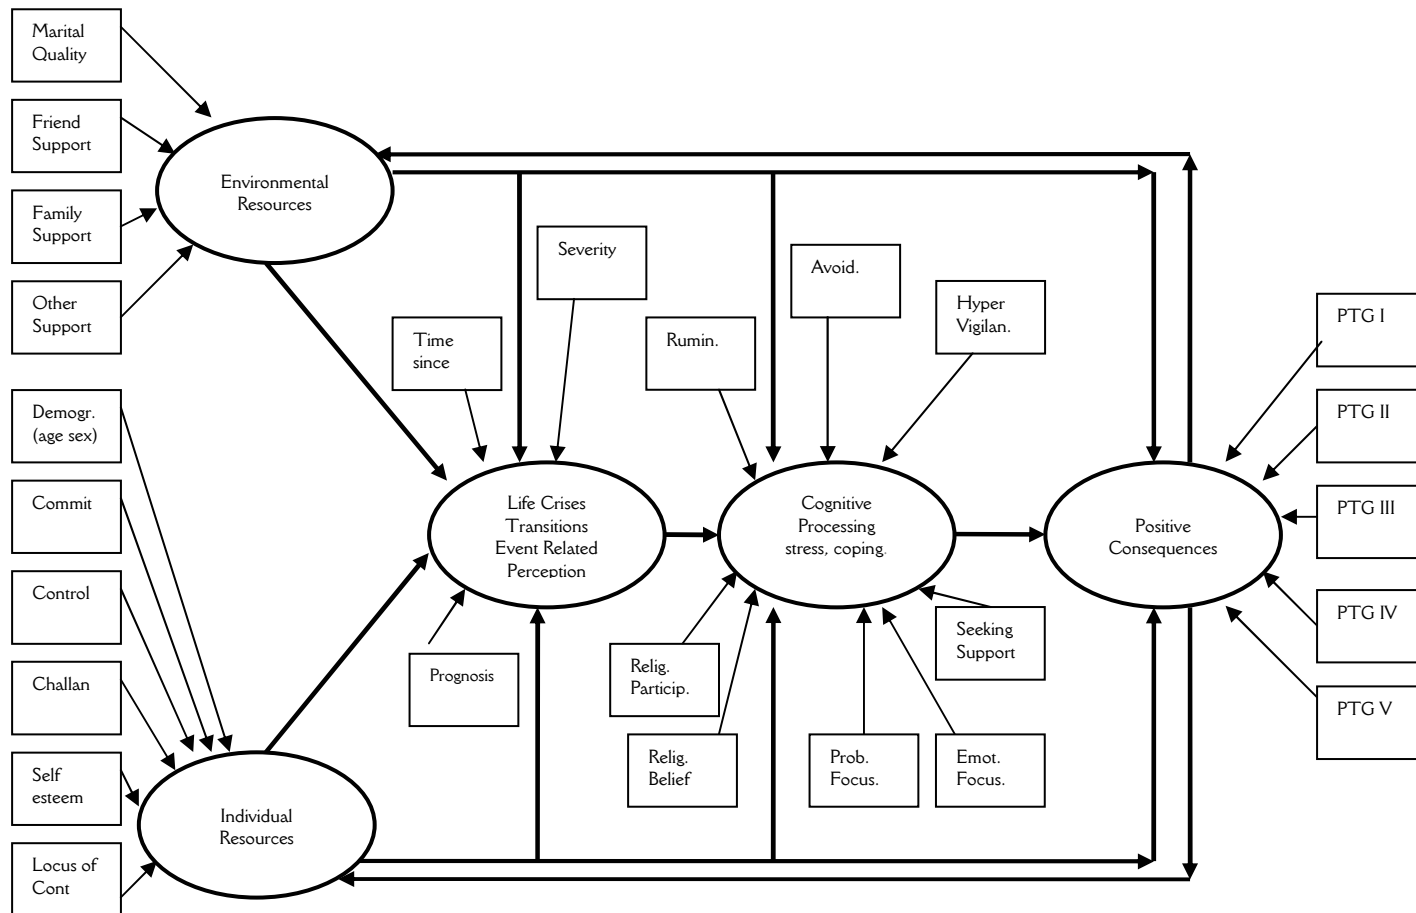 Marital
Quality
Friend
Support
Family
Support
Other
Support
Environmental
Resources
Severity
Avoid.
Hyper
Vigilan.
Time
since
Rumin.
PTG I
PTG II
PTG III
PTG IV
PTG V
Demogr.
(age sex)
Commit
Control
Challan
Self
esteem
Locus of
Cont
Life Crises
Transitions
Event Related
Perception
Cognitive
Processing
stress, coping.
Positive
Consequences
Prognosis
Relig.
Particip.
Seeking
Support
Relig.
Belief
Prob.
Focus.
Emot.
Focus.
Individual
Resources